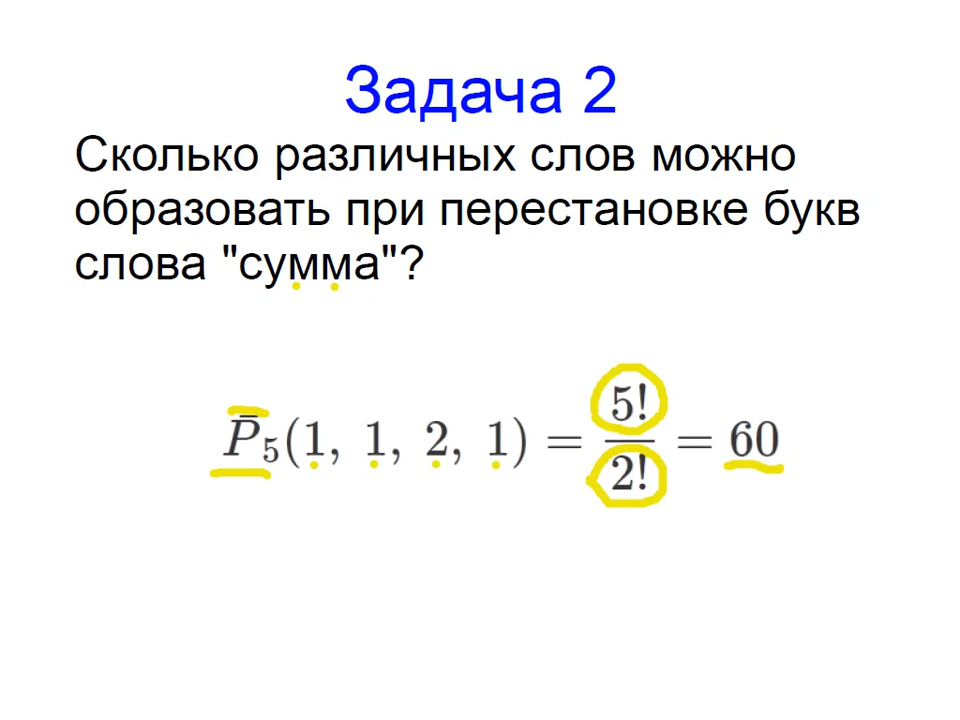 Задача 2
Сколько различных слов можно
образовать при перестановке букв
слова "сумма"?
P̅₅(1, 1, 2, 1) = 5!/2! = 60